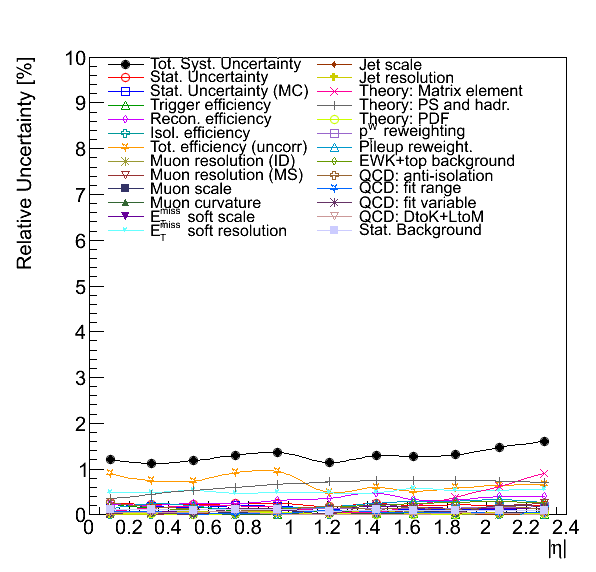 Relative Uncertainty [%]
10
9
8
7
6
5
4
3
2
1
0
Tot. Syst. Uncertainty
Stat. Uncertainty
Stat. Uncertainty (MC)
Trigger efficiency
Recon. efficiency
Isol. efficiency
Tot. efficiency (uncorr)
Muon resolution (ID)
Muon resolution (MS)
Muon scale
Muon curvature
E_T^miss soft scale
E_T^miss soft resolution
Jet scale
Jet resolution
Theory: Matrix element
Theory: PS and hadr.
Theory: PDF
p_T^W reweighting
Pileup reweight.
EWK+top background
QCD: anti-isolation
QCD: fit range
QCD: fit variable
QCD: DtoK+LtoM
Stat. Background
0 0.2 0.4 0.6 0.8 1 1.2 1.4 1.6 1.8 2 2.2 2.4
|η|